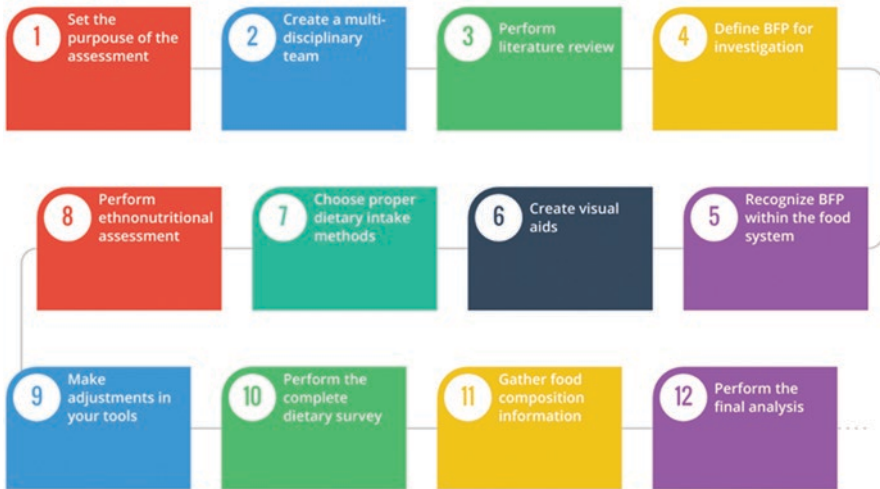 1
Set the
purpouse of the
assessment
2
Create a multi-
disciplinary
team
3
Perform
literature review
4
Define BFP for
investigation
5
Recognize BFP
within the food
system
6
Create visual
aids
7
Choose proper
dietary intake
methods
8
Perform
ethnonutritional
assessment
9
Make
adjustments in
your tools
10
Perform the
complete
dietary survey
11
Gather food
composition
information
12
Perform the
final analysis